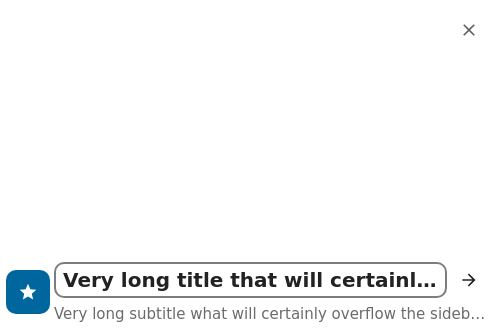 Very long title that will certainl...
Very long subtitle what will certainly overflow the sideb...